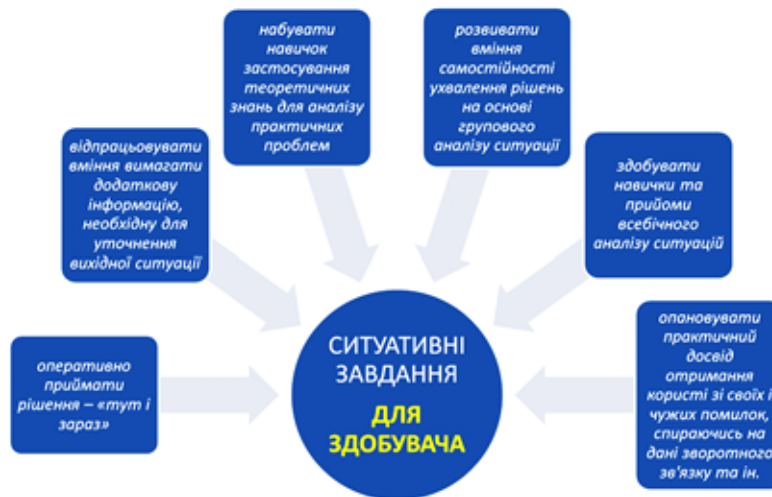 набувати
навичок
застосування
теоретичних
знань для аналізу
практичних
проблем
розвивати
вміння
самостійності
ухвалення рішень
на основі
групового
аналізу ситуації
відпрацьовувати
вміння вимагати
додаткову
інформацію,
необхідну для
уточнення
вихідної ситуації
здобувати
навички та
прийоми
всебічного
аналізу ситуацій
оперативно
приймати
рішення – «тут і
зараз»
СИТУАТИВНІ
ЗАВДАННЯ
ДЛЯ
ЗДОБУВАЧА
опановувати
практичний
досвід
отримання
користі зі своїх і
чужих помилок,
спираючись на
дані зворотного
зв'язку та ін.